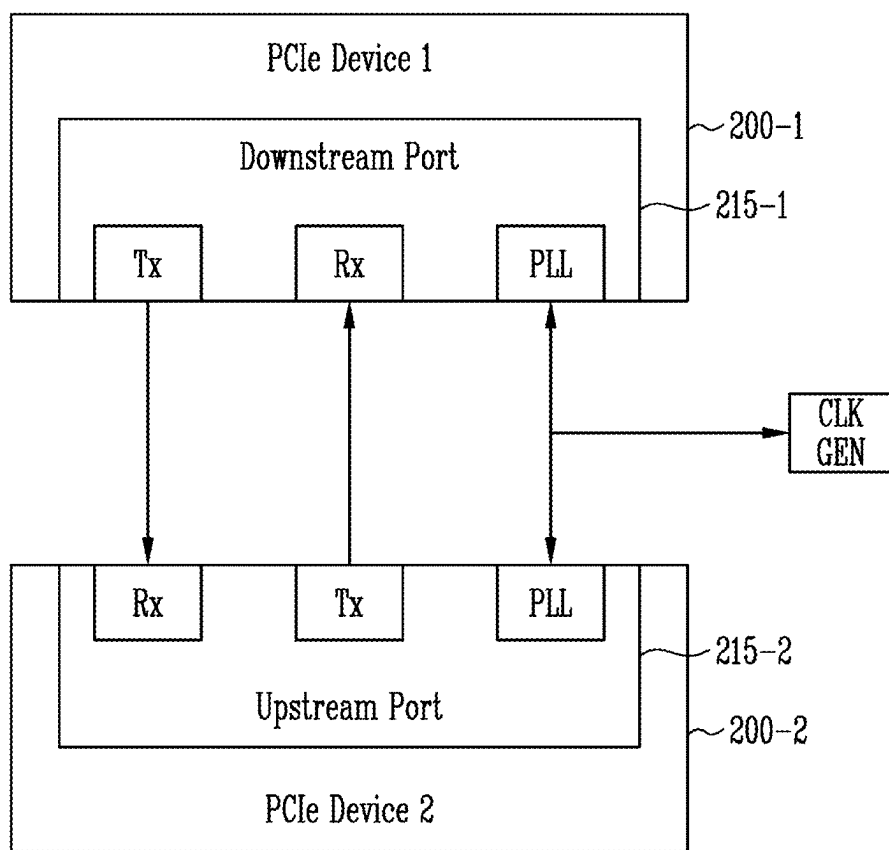 PCIe Device 1
200-1
Downstream Port
215-1
Tx
Rx
PLL
CLK
GEN
Rx
Tx
PLL
215-2
Upstream Port
200-2
PCIe Device 2